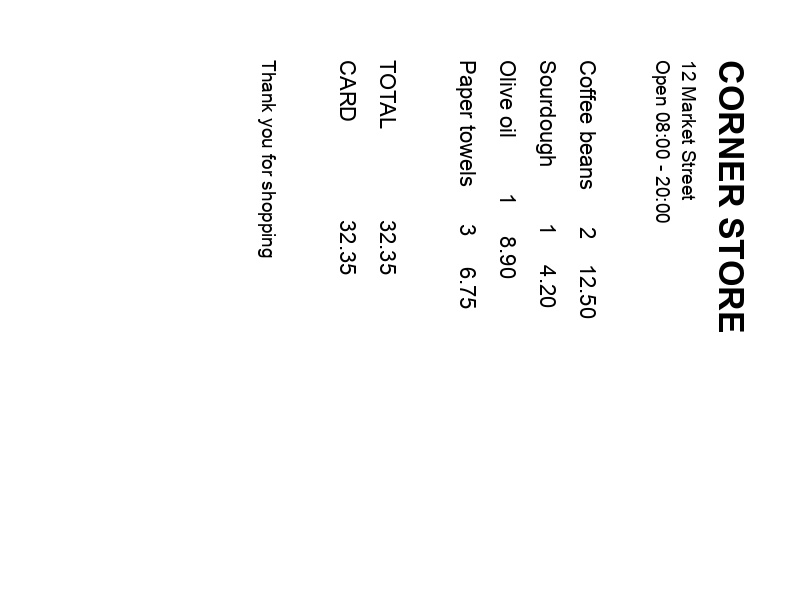 CORNER STORE
12 Market Street
Open 08:00 - 20:00
Coffee beans 2 12.50
Sourdough 1 4.20
Olive oil 1 8.90
Paper towels 3 6.75
TOTAL 32.35
CARD 32.35
Thank you for shopping